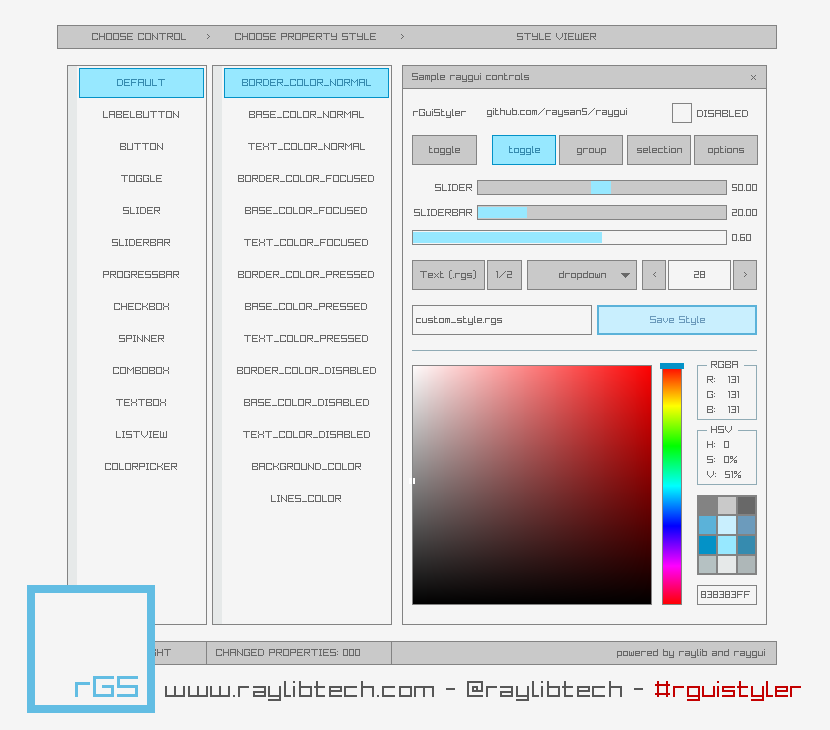 CHOOSE CONTROL › CHOOSE PROPERTY STYLE › STYLE VIEWER
DEFAULT
LABELBUTTON
BUTTON
TOGGLE
SLIDER
SLIDERBAR
PROGRESSBAR
CHECKBOX
SPINNER
COMBOBOX
TEXTBOX
LISTVIEW
COLORPICKER
BORDER_COLOR_NORMAL
BASE_COLOR_NORMAL
TEXT_COLOR_NORMAL
BORDER_COLOR_FOCUSED
BASE_COLOR_FOCUSED
TEXT_COLOR_FOCUSED
BORDER_COLOR_PRESSED
BASE_COLOR_PRESSED
TEXT_COLOR_PRESSED
BORDER_COLOR_DISABLED
BASE_COLOR_DISABLED
TEXT_COLOR_DISABLED
BACKGROUND_COLOR
LINES_COLOR
Sample raygui controls x
rGuiStyler github.com/raysan5/raygui DISABLED
toggle toggle group selection options
SLIDER 50.00
SLIDERBAR 20.00
0.60
Text (.rgs) 1/2 dropdown < 28 >
custom_style.rgs Save Style
RGBA
R: 131
G: 131
B: 131
HSV
H: 0
S: 0%
V: 51%
838383FF
HT CHANGED PROPERTIES: 000 powered by raylib and raygui
rGS
www.raylibtech.com - @raylibtech - #rguistyler